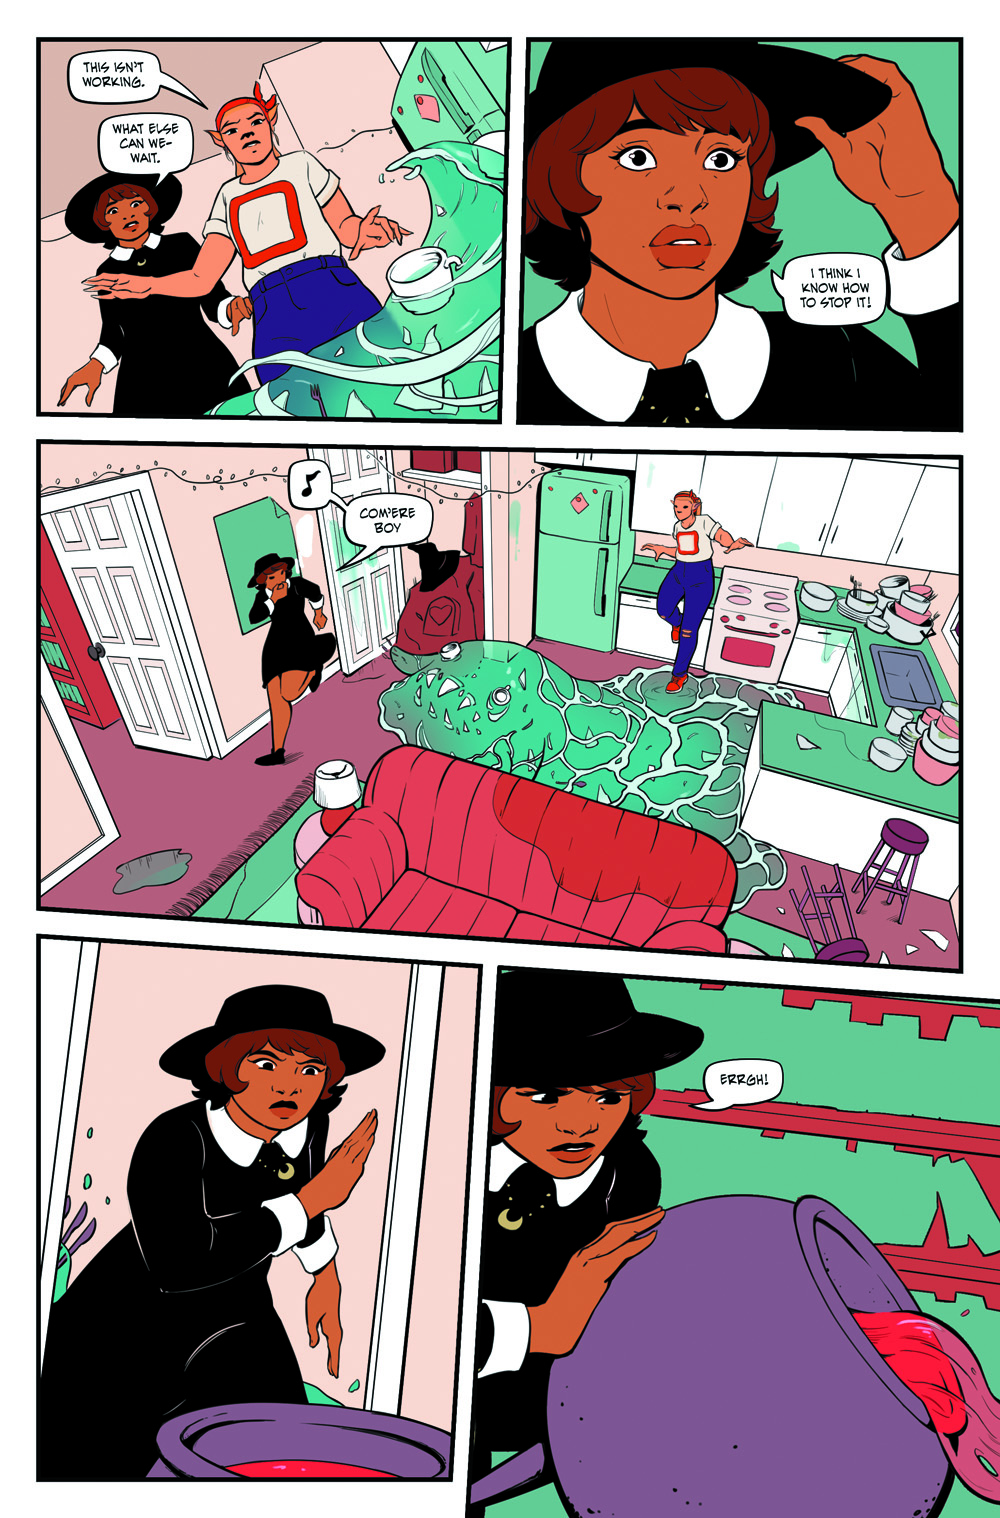 THIS ISN'T
WORKING.
WHAT ELSE
CAN WE-
WAIT.
I THINK I
KNOW HOW
TO STOP IT!
COM'ERE
BOY
ERRGH!